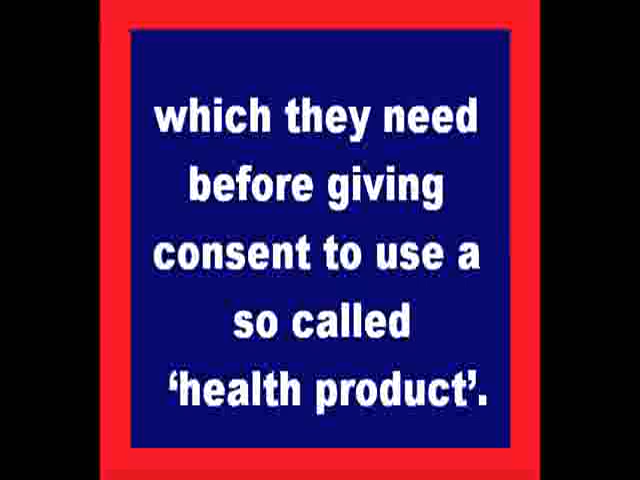 which they need
before giving
consent to use a
so called
‘health product’.